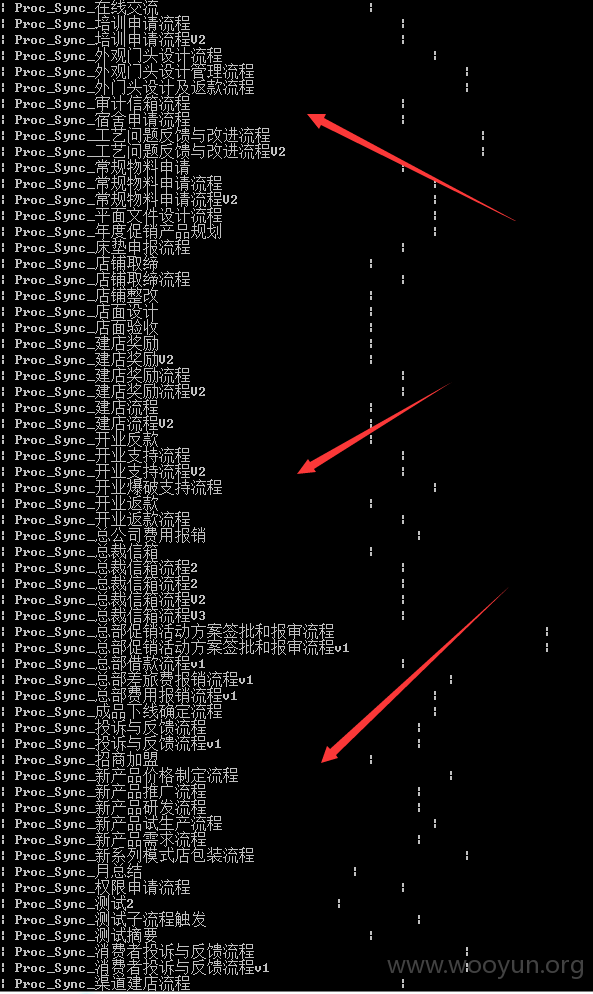 ¦ Proc_Sync_在线交流 ¦
¦ Proc_Sync_培训申请流程 ¦
¦ Proc_Sync_培训申请流程V2 ¦
¦ Proc_Sync_外观门头设计流程 ¦
¦ Proc_Sync_外观门头设计管理流程 ¦
¦ Proc_Sync_外门头设计及返款流程 ¦
¦ Proc_Sync_审计信箱流程 ¦
¦ Proc_Sync_宿舍申请流程 ¦
¦ Proc_Sync_工艺问题反馈与改进流程 ¦
¦ Proc_Sync_工艺问题反馈与改进流程V2 ¦
¦ Proc_Sync_常规物料申请 ¦
¦ Proc_Sync_常规物料申请流程 ¦
¦ Proc_Sync_常规物料申请流程V2 ¦
¦ Proc_Sync_平面文件设计流程 ¦
¦ Proc_Sync_年度促销产品规划 ¦
¦ Proc_Sync_床垫申报流程 ¦
¦ Proc_Sync_店铺取缔 ¦
¦ Proc_Sync_店铺取缔流程 ¦
¦ Proc_Sync_店铺整改 ¦
¦ Proc_Sync_店面设计 ¦
¦ Proc_Sync_店面验收 ¦
¦ Proc_Sync_建店奖励 ¦
¦ Proc_Sync_建店奖励V2 ¦
¦ Proc_Sync_建店奖励流程 ¦
¦ Proc_Sync_建店奖励流程V2 ¦
¦ Proc_Sync_建店流程 ¦
¦ Proc_Sync_建店流程V2 ¦
¦ Proc_Sync_开业反款 ¦
¦ Proc_Sync_开业支持流程 ¦
¦ Proc_Sync_开业支持流程V2 ¦
¦ Proc_Sync_开业爆破支持流程 ¦
¦ Proc_Sync_开业返款 ¦
¦ Proc_Sync_开业返款流程 ¦
¦ Proc_Sync_总公司费用报销 ¦
¦ Proc_Sync_总裁信箱 ¦
¦ Proc_Sync_总裁信箱流程2 ¦
¦ Proc_Sync_总裁信箱流程2 ¦
¦ Proc_Sync_总裁信箱流程V2 ¦
¦ Proc_Sync_总裁信箱流程V3 ¦
¦ Proc_Sync_总部促销活动方案签批和报审流程 ¦
¦ Proc_Sync_总部促销活动方案签批和报审流程v1 ¦
¦ Proc_Sync_总部借款流程v1 ¦
¦ Proc_Sync_总部差旅费报销流程v1 ¦
¦ Proc_Sync_总部费用报销流程v1 ¦
¦ Proc_Sync_成品下线确定流程 ¦
¦ Proc_Sync_投诉与反馈流程 ¦
¦ Proc_Sync_投诉与反馈流程v1 ¦
¦ Proc_Sync_招商加盟 ¦
¦ Proc_Sync_新产品价格制定流程 ¦
¦ Proc_Sync_新产品推广流程 ¦
¦ Proc_Sync_新产品研发流程 ¦
¦ Proc_Sync_新产品试生产流程 ¦
¦ Proc_Sync_新产品需求流程 ¦
¦ Proc_Sync_新系列模式店包装流程 ¦
¦ Proc_Sync_月总结 ¦
¦ Proc_Sync_权限申请流程 ¦
¦ Proc_Sync_测试2 ¦
¦ Proc_Sync_测试子流程触发 ¦
¦ Proc_Sync_测试摘要 ¦
¦ Proc_Sync_消费者投诉与反馈流程 ¦
¦ Proc_Sync_消费者投诉与反馈流程v1 ¦
¦ Proc_Sync_渠道建店流程 ¦
www.wooyun.org